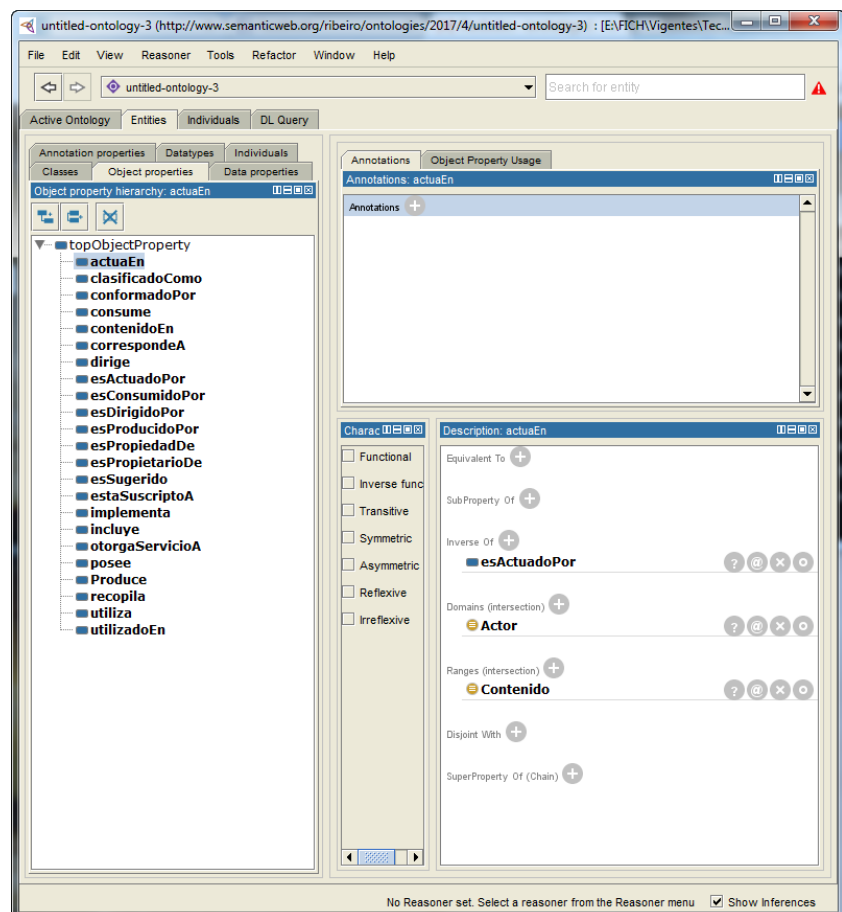 untitled-ontology-3 (http://www.semanticweb.org/ribeiro/ontologies/2017/4/untitled-ontology-3) : [E:\FICH\Vigentes\Tec...
File Edit View Reasoner Tools Refactor Window Help
untitled-ontology-3
Search for entity
Active Ontology Entities Individuals DL Query
Annotation properties Datatypes Individuals
Classes Object properties Data properties
Object property hierarchy: actuaEn
topObjectProperty
actuaEn
clasificadoComo
conformadoPor
consume
contenidoEn
correspondeA
dirige
esActuadoPor
esConsumidoPor
esDirigidoPor
esProducidoPor
esPropiedadDe
esPropietarioDe
esSugerido
estaSuscriptoA
implementa
incluye
otorgaServicioA
posee
Produce
recopila
utiliza
utilizadoEn
Annotations Object Property Usage
Annotations: actuaEn
Annotations
Charac
Functional
Inverse func
Transitive
Symmetric
Asymmetric
Reflexive
Irreflexive
Description: actuaEn
Equivalent To
SubProperty Of
Inverse Of
esActuadoPor
Domains (intersection)
Actor
Ranges (intersection)
Contenido
Disjoint With
SuperProperty Of (Chain)
No Reasoner set. Select a reasoner from the Reasoner menu Show Inferences